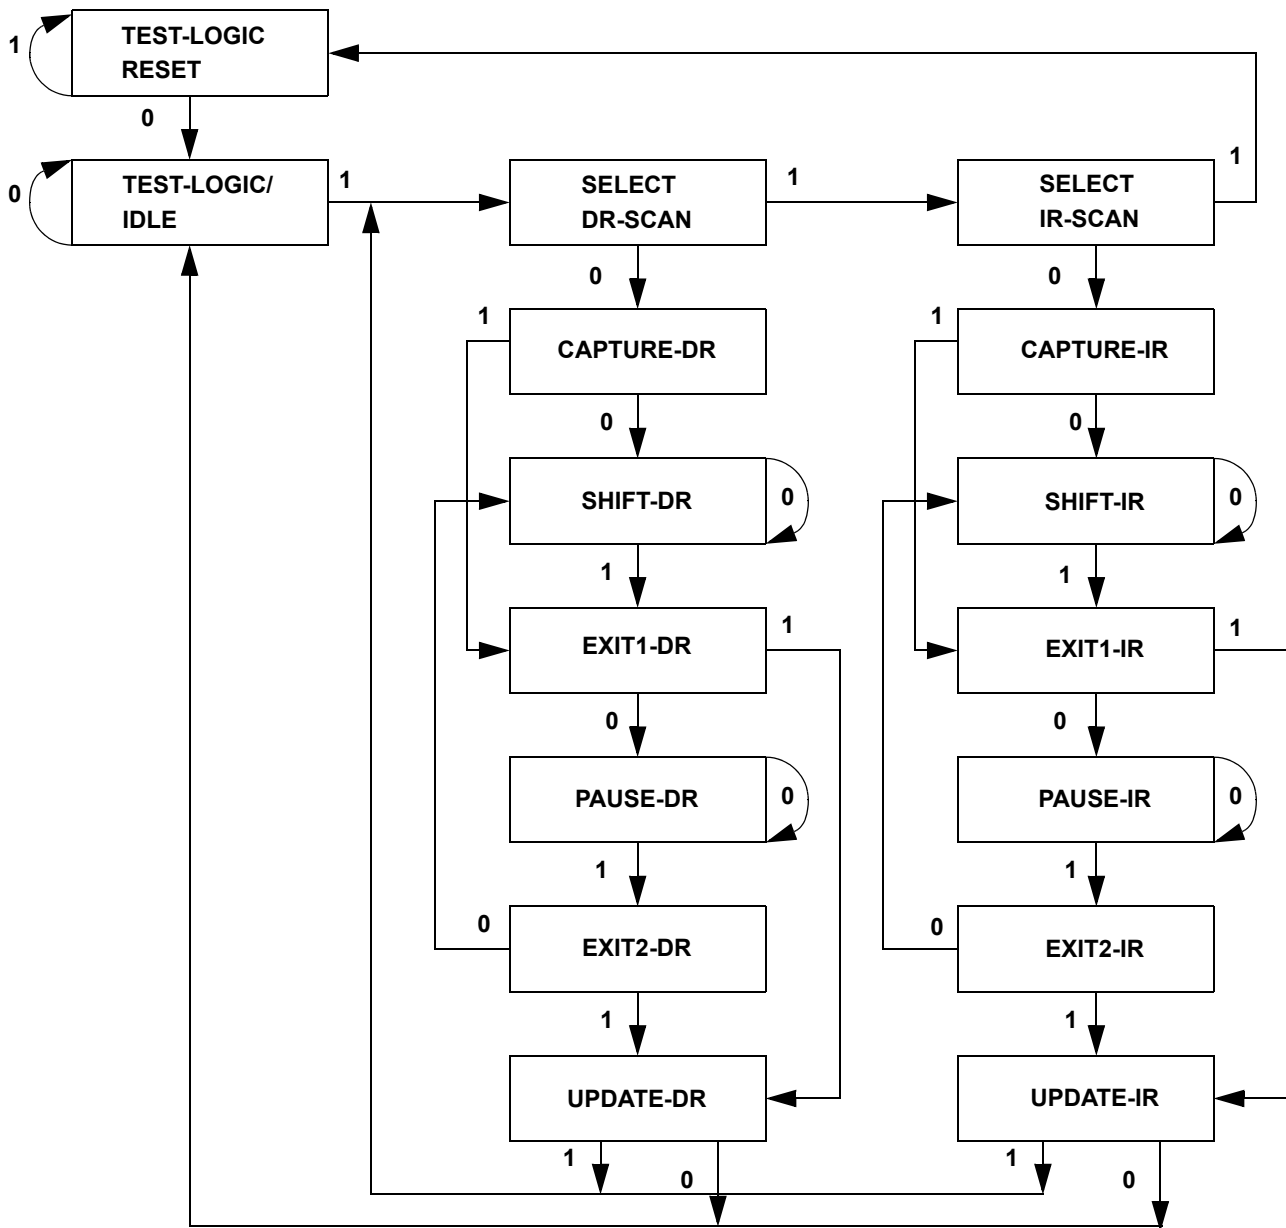 TEST-LOGIC
RESET
1
0
TEST-LOGIC/
IDLE
0
1
SELECT
DR-SCAN
1
SELECT
IR-SCAN
1
0
0
1
CAPTURE-DR
1
CAPTURE-IR
0
0
SHIFT-DR
0
SHIFT-IR
0
1
1
EXIT1-DR
1
EXIT1-IR
1
0
0
PAUSE-DR
0
PAUSE-IR
0
1
1
0
EXIT2-DR
0
EXIT2-IR
1
1
UPDATE-DR
UPDATE-IR
1
0
1
0